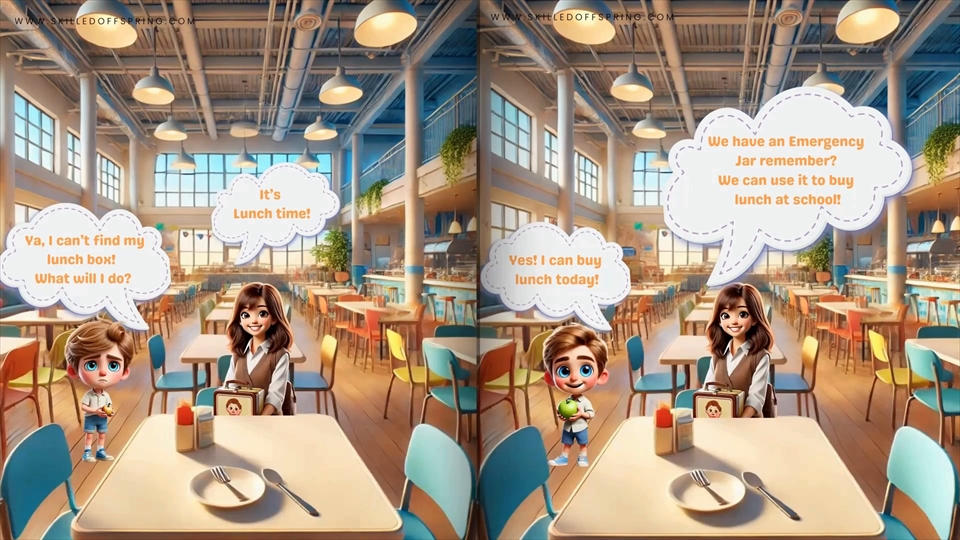 WWW.SKILLEDOFFSPRING.COM
It's
Lunch time!
Ya, I can't find my
lunch box!
What will I do?
WWW.SKILLEDOFFSPRING.COM
We have an Emergency
Jar remember?
We can use it to buy
lunch at school!
Yes! I can buy
lunch today!